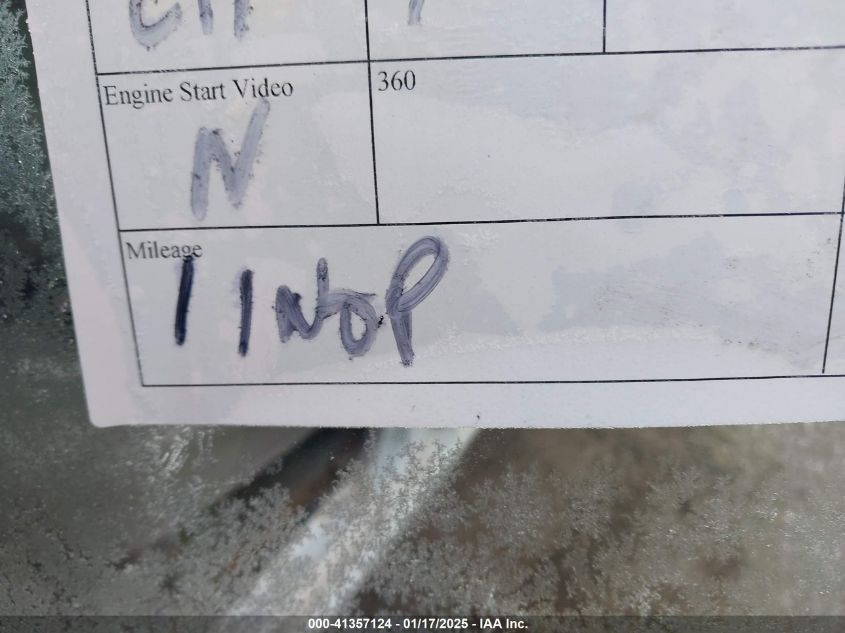 Engine Start Video
360
N
Mileage
1 INOP
000-41357124 - 01/17/2025 - IAA Inc.